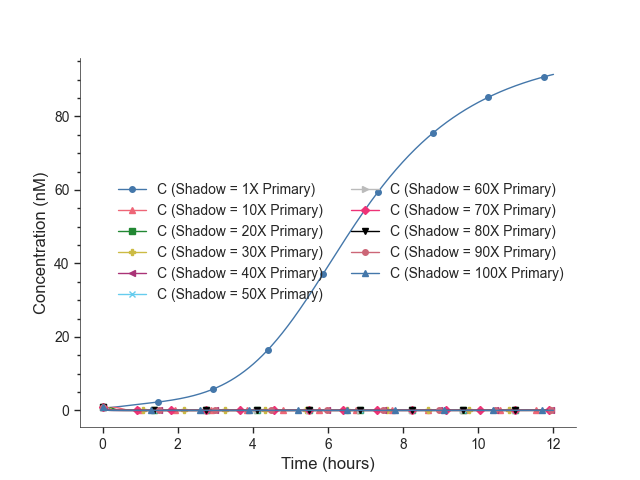 Concentration (nM)
80
60
40
20
0
C (Shadow = 1X Primary)
C (Shadow = 10X Primary)
C (Shadow = 20X Primary)
C (Shadow = 30X Primary)
C (Shadow = 40X Primary)
C (Shadow = 50X Primary)
C (Shadow = 60X Primary)
C (Shadow = 70X Primary)
C (Shadow = 80X Primary)
C (Shadow = 90X Primary)
C (Shadow = 100X Primary)
0 2 4 6 8 10 12
Time (hours)